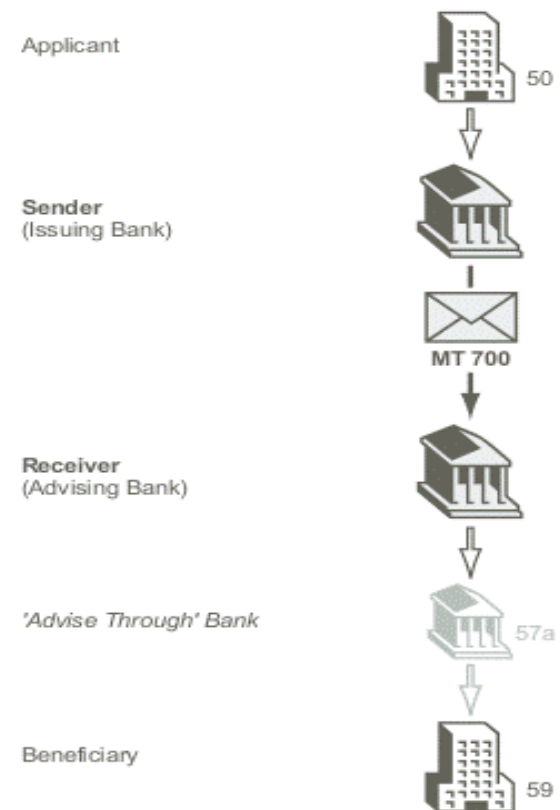 Applicant
50
Sender
(Issuing Bank)
MT 700
Receiver
(Advising Bank)
'Advise Through' Bank
57a
Beneficiary
59